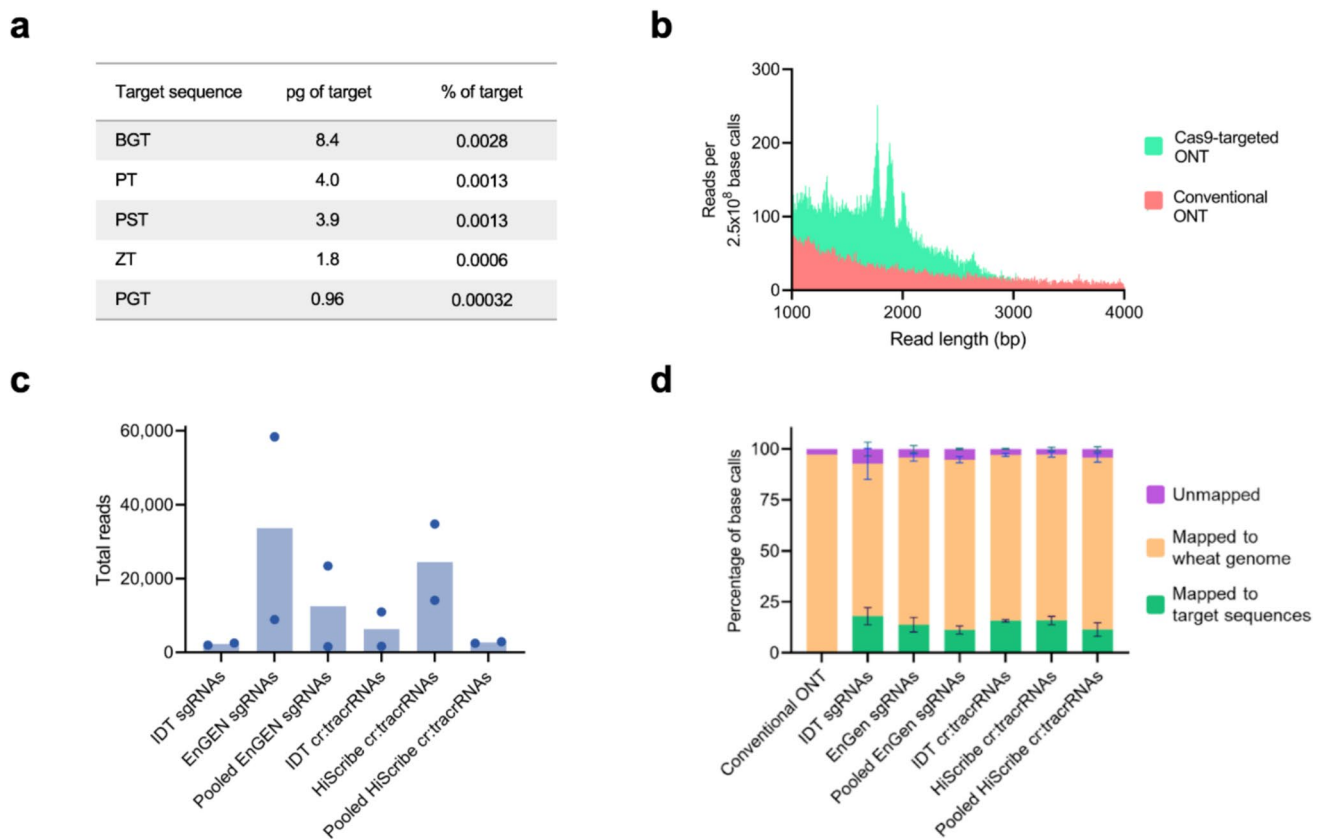 a
Target sequence pg of target % of target
BGT 8.4 0.0028
PT 4.0 0.0013
PST 3.9 0.0013
ZT 1.8 0.0006
PGT 0.96 0.00032
b
300
200
100
0
Reads per
2.5x10⁸ base calls
1000 2000 3000 4000
Read length (bp)
Cas9-targeted
ONT
Conventional
ONT
c
60,000
40,000
20,000
0
Total reads
IDT sgRNAs
EnGEN sgRNAs
Pooled EnGEN sgRNAs
IDT cr:tracrRNAs
HiScribe cr:tracrRNAs
Pooled HiScribe cr:tracrRNAs
d
100
75
50
25
0
Percentage of base calls
Conventional ONT
IDT sgRNAs
EnGen sgRNAs
Pooled EnGen sgRNAs
IDT cr:tracrRNAs
HiScribe cr:tracrRNAs
Pooled HiScribe cr:tracrRNAs
Unmapped
Mapped to
wheat genome
Mapped to
target sequences